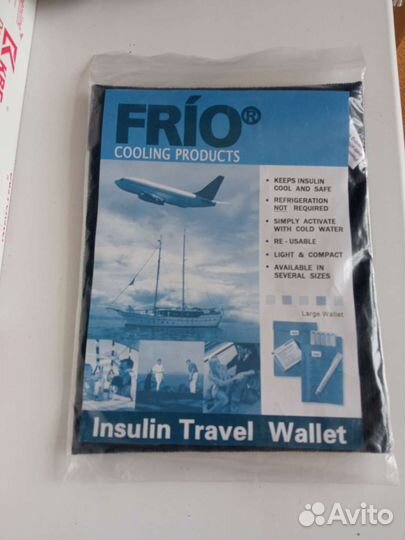 FRÍO®
COOLING PRODUCTS
• KEEPS INSULIN
COOL AND SAFE
• REFRIGERATION
NOT REQUIRED
• SIMPLY ACTIVATE
WITH COLD WATER
• RE - USABLE
• LIGHT & COMPACT
• AVAILABLE IN
SEVERAL SIZES
Large Wallet
Insulin Travel Wallet
Avito